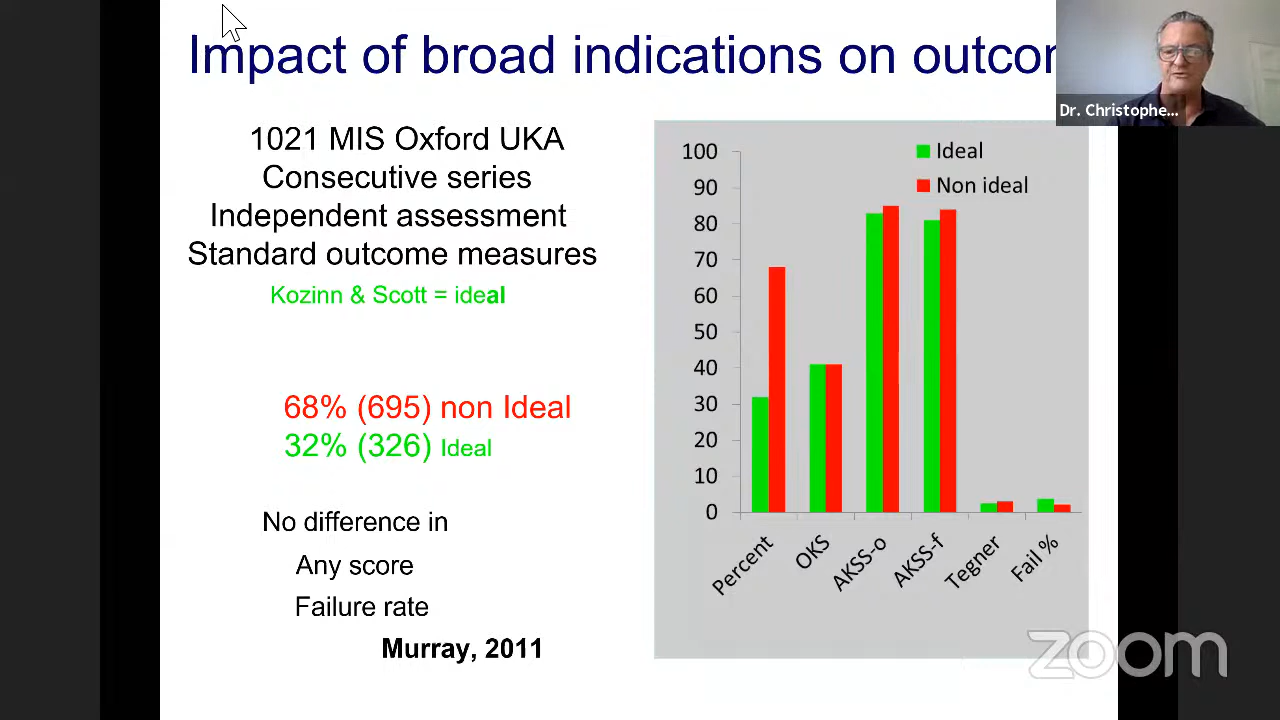 Impact of broad indications on outcom
Dr. Christophe...
1021 MIS Oxford UKA
Consecutive series
Independent assessment
Standard outcome measures
Kozinn & Scott = ideal
68% (695) non Ideal
32% (326) Ideal
No difference in
Any score
Failure rate
Murray, 2011
Ideal
Non ideal
100
90
80
70
60
50
40
30
20
10
0
Percent
OKS
AKSS-o
AKSS-f
Tegner
Fail %
zoom